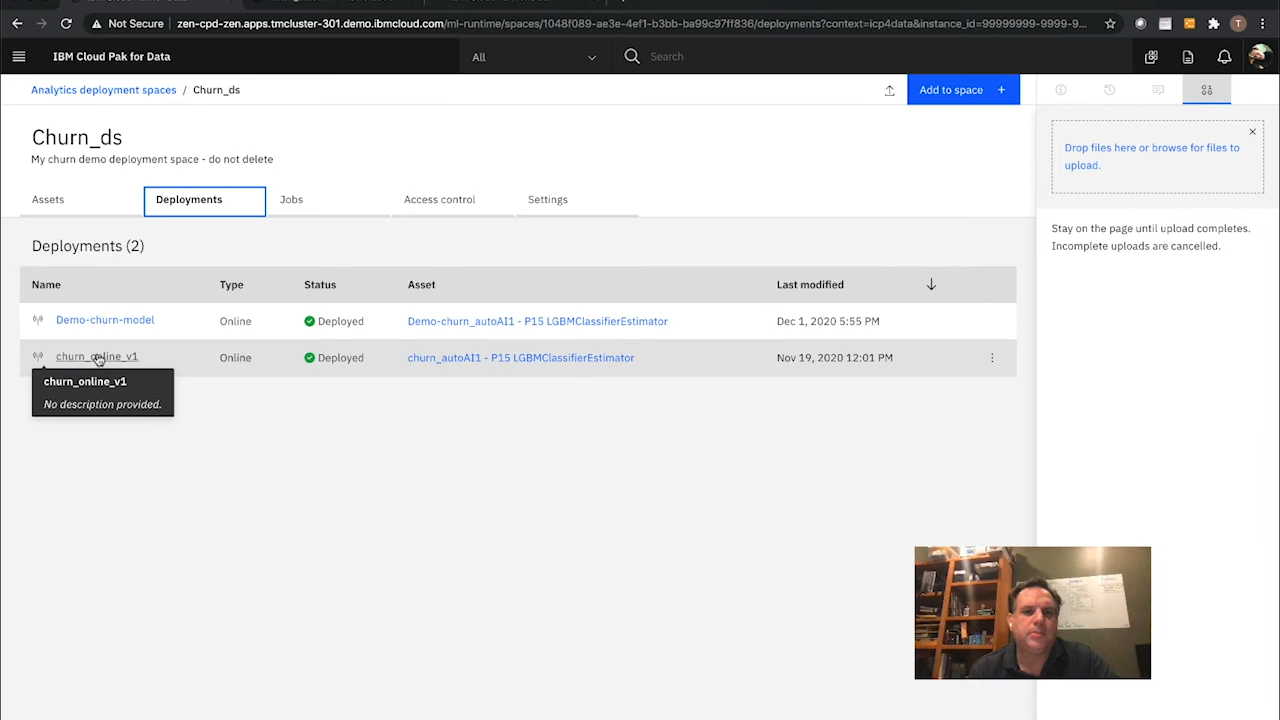 Not Secure
zen-cpd-zen.apps.tmcluster-301.demo.ibmcloud.com/ml-runtime/spaces/1048f089-ae3e-4ef1-b3bb-ba99c97ff836/deployments?context=icp4data&instance_id=99999999-9999-9...
T
IBM Cloud Pak for Data
All
Search
Analytics deployment spaces / Churn_ds
Add to space +
Churn_ds
My churn demo deployment space - do not delete
Assets
Deployments
Jobs
Access control
Settings
Deployments (2)
Name Type Status Asset Last modified
Demo-churn-model Online Deployed Demo-churn_autoAI1 - P15 LGBMClassifierEstimator Dec 1, 2020 5:55 PM
churn_online_v1 Online Deployed churn_autoAI1 - P15 LGBMClassifierEstimator Nov 19, 2020 12:01 PM
churn_online_v1
No description provided.
Drop files here or browse for files to
upload.
Stay on the page until upload completes.
Incomplete uploads are cancelled.